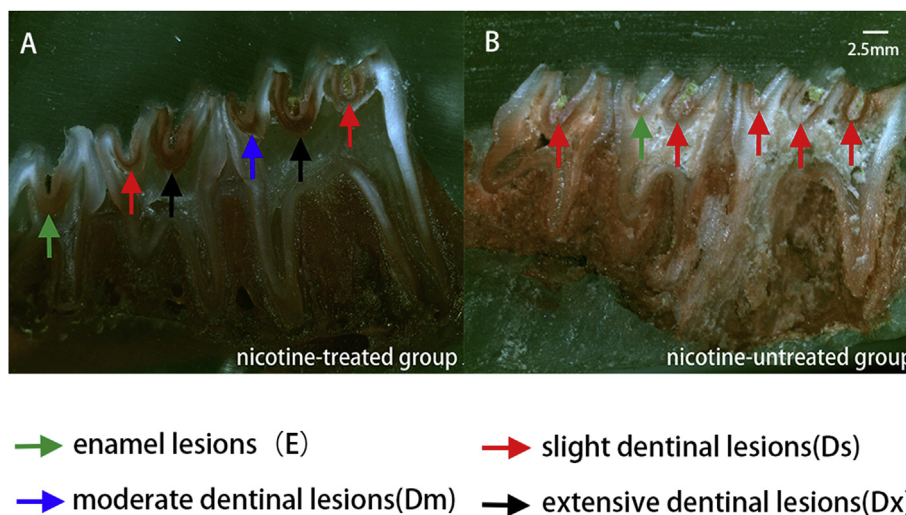 A
B
2.5mm
nicotine-treated group
nicotine-untreated group
enamel lesions （E）
slight dentinal lesions(Ds)
moderate dentinal lesions(Dm)
extensive dentinal lesions(Dx)